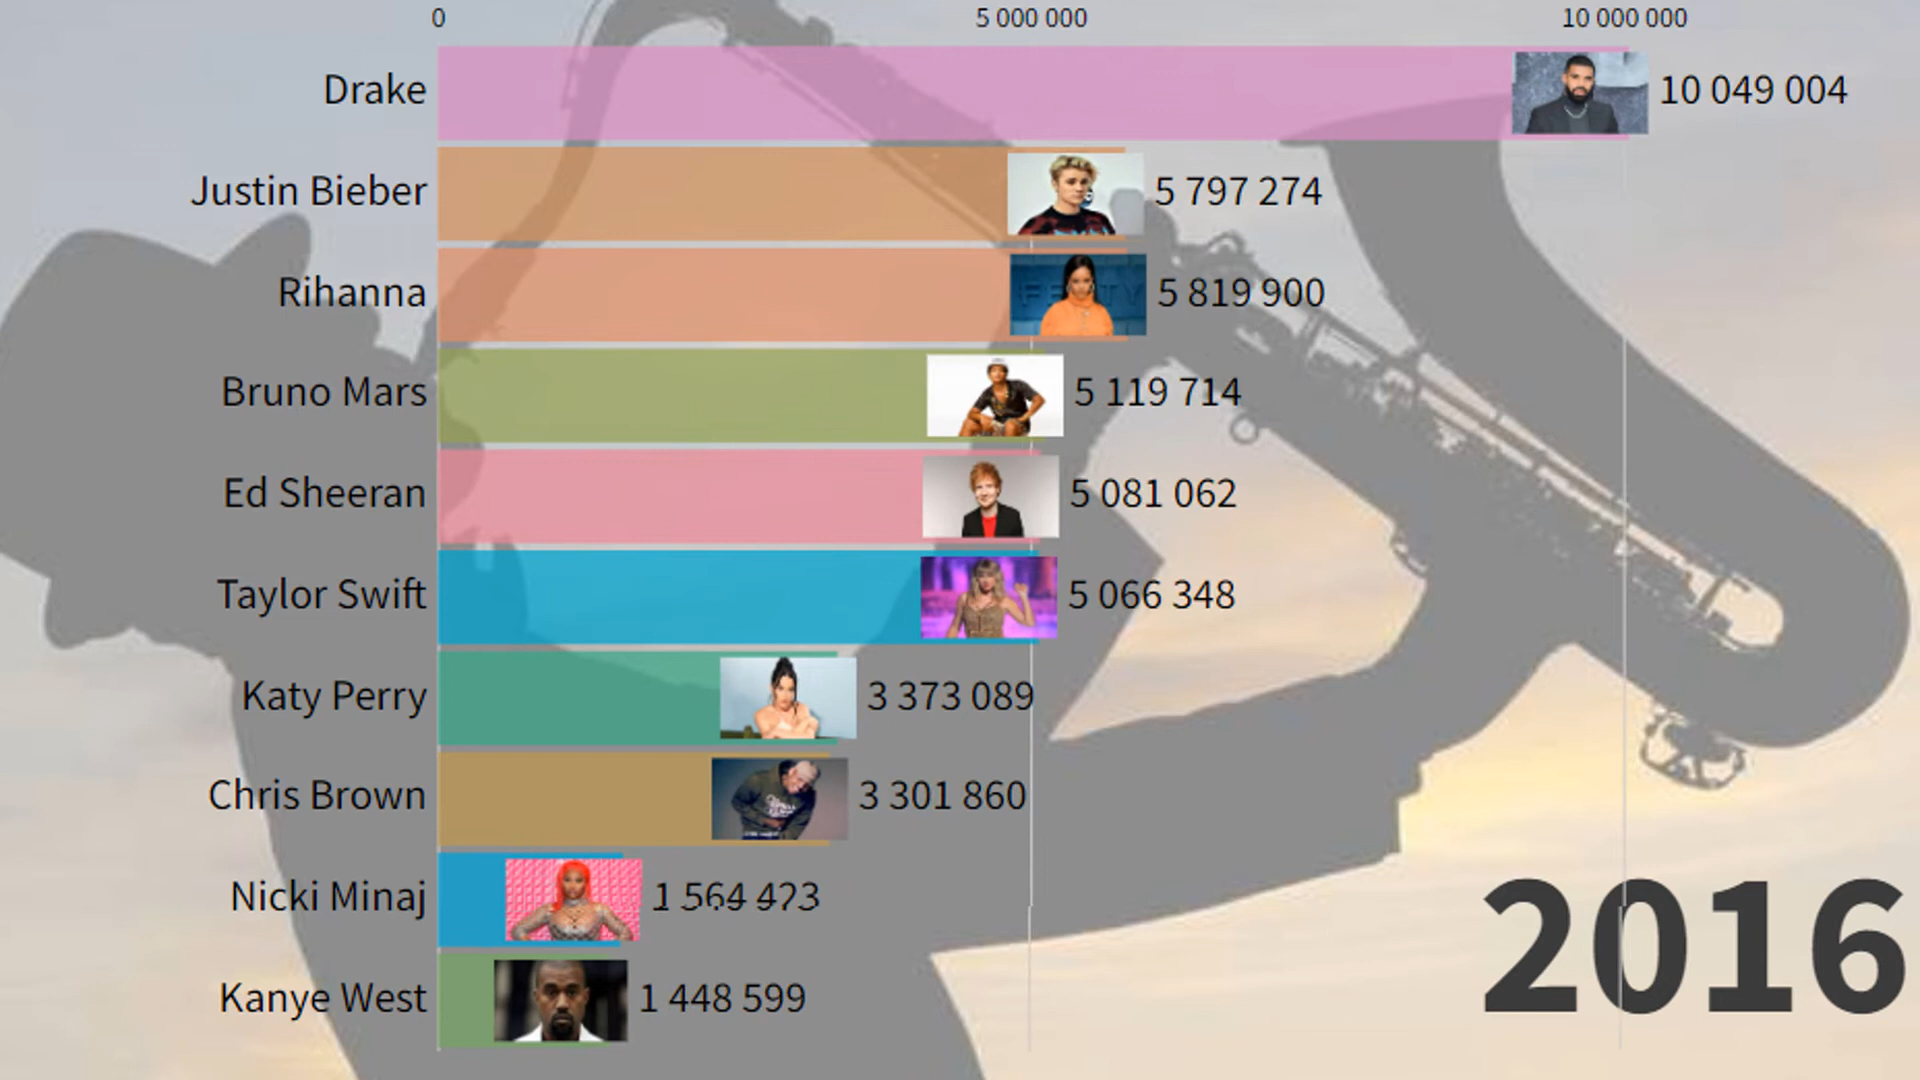 0 5 000 000 10 000 000
Drake 10 049 004
Justin Bieber 5 797 274
Rihanna FENTY 5 819 900
Bruno Mars 5 119 714
Ed Sheeran 5 081 062
Taylor Swift 5 066 348
Katy Perry 3 373 089
Chris Brown 3 301 860
Nicki Minaj 1 564 473
Kanye West 1 448 599
2016